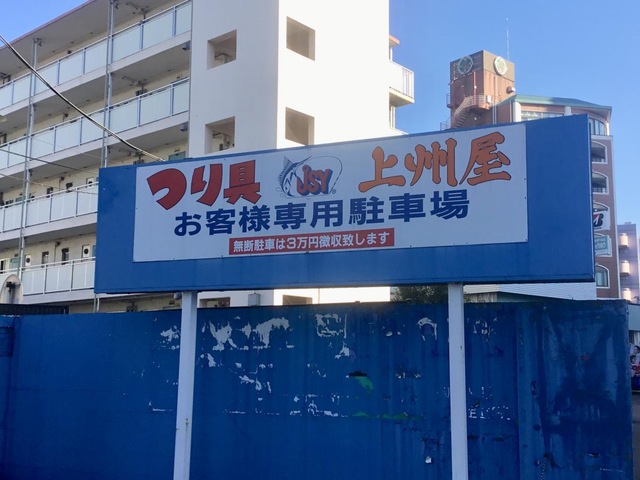 つり具 JSY 上州屋
お客様専用駐車場
無断駐車は3万円徴収致します